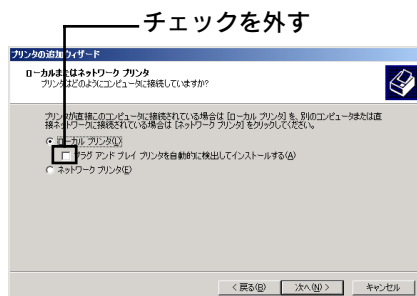 チェックを外す
プリンタの追加ウィザード
ローカルまたはネットワーク プリンタ
プリンタはどのようにコンピュータに接続していますか?
プリンタが直接このコンピュータに接続されている場合は [ローカル プリンタ] を、別のコンピュータまたは直
接ネットワークに接続されている場合は [ネットワーク プリンタ] をクリックしてください。
ローカル プリンタ(L)
プラグ アンド プレイ プリンタを自動的に検出してインストールする(A)
ネットワーク プリンタ(E)
< 戻る(B)
次へ(N) >
キャンセル